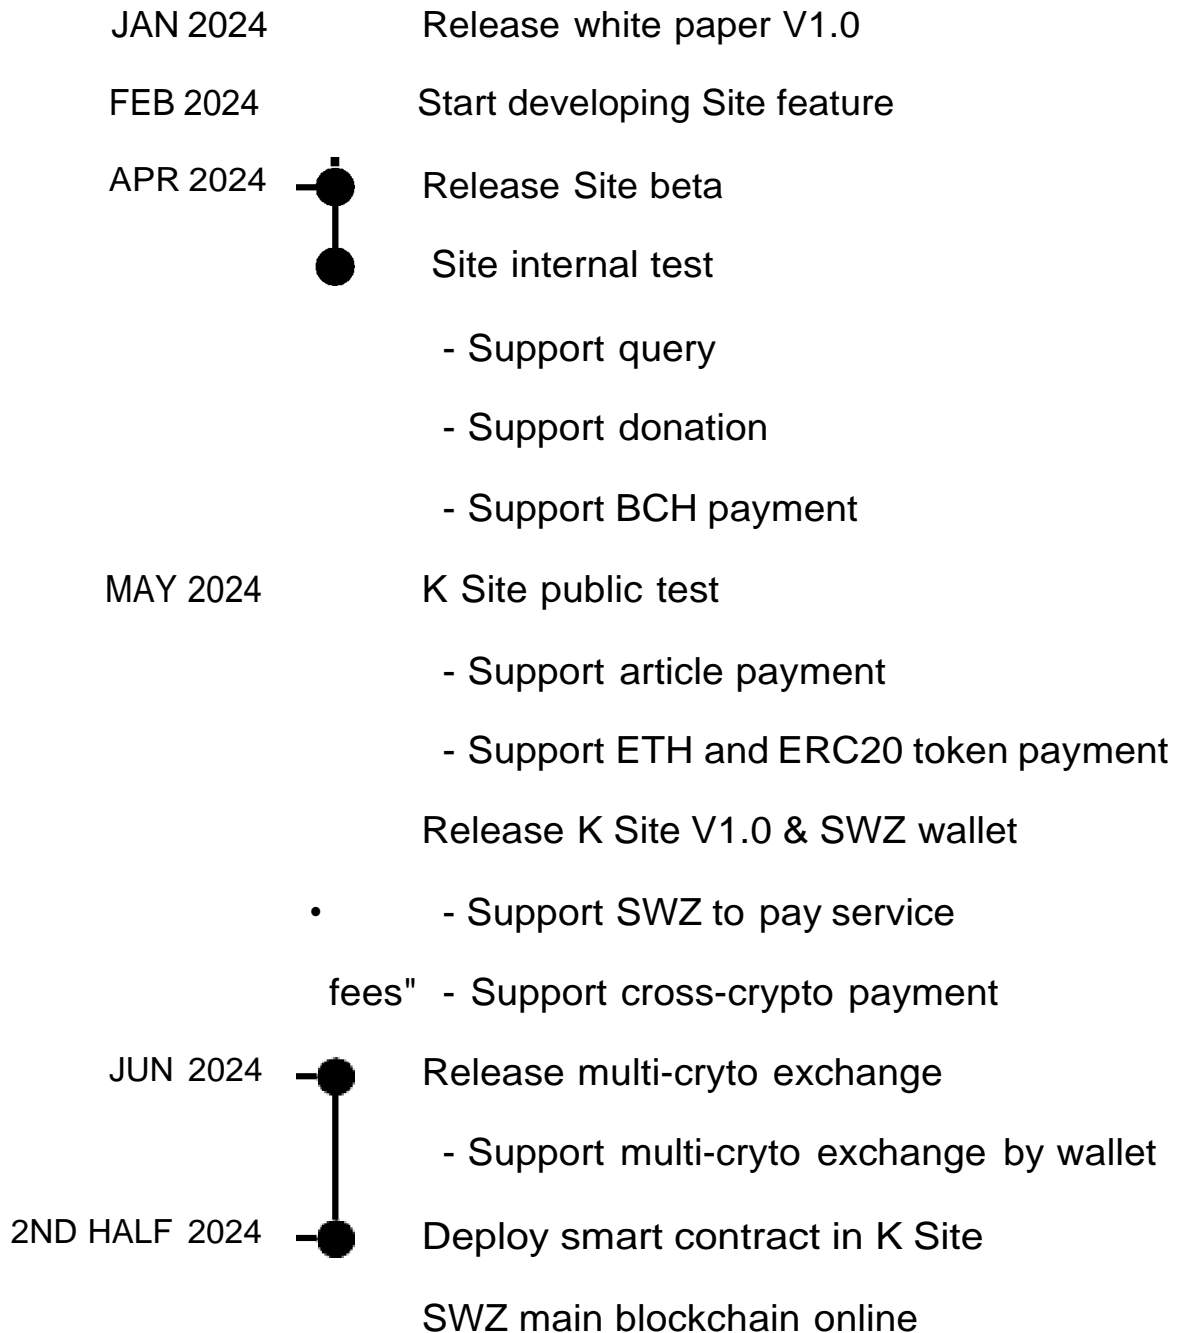 JAN 2024 Release white paper V1.0
FEB 2024 Start developing Site feature
APR 2024 Release Site beta
Site internal test
- Support query
- Support donation
- Support BCH payment
MAY 2024 K Site public test
- Support article payment
- Support ETH and ERC20 token payment
Release K Site V1.0 & SWZ wallet
• - Support SWZ to pay service
fees" - Support cross-crypto payment
JUN 2024 Release multi-cryto exchange
- Support multi-cryto exchange by wallet
2ND HALF 2024 Deploy smart contract in K Site
SWZ main blockchain online